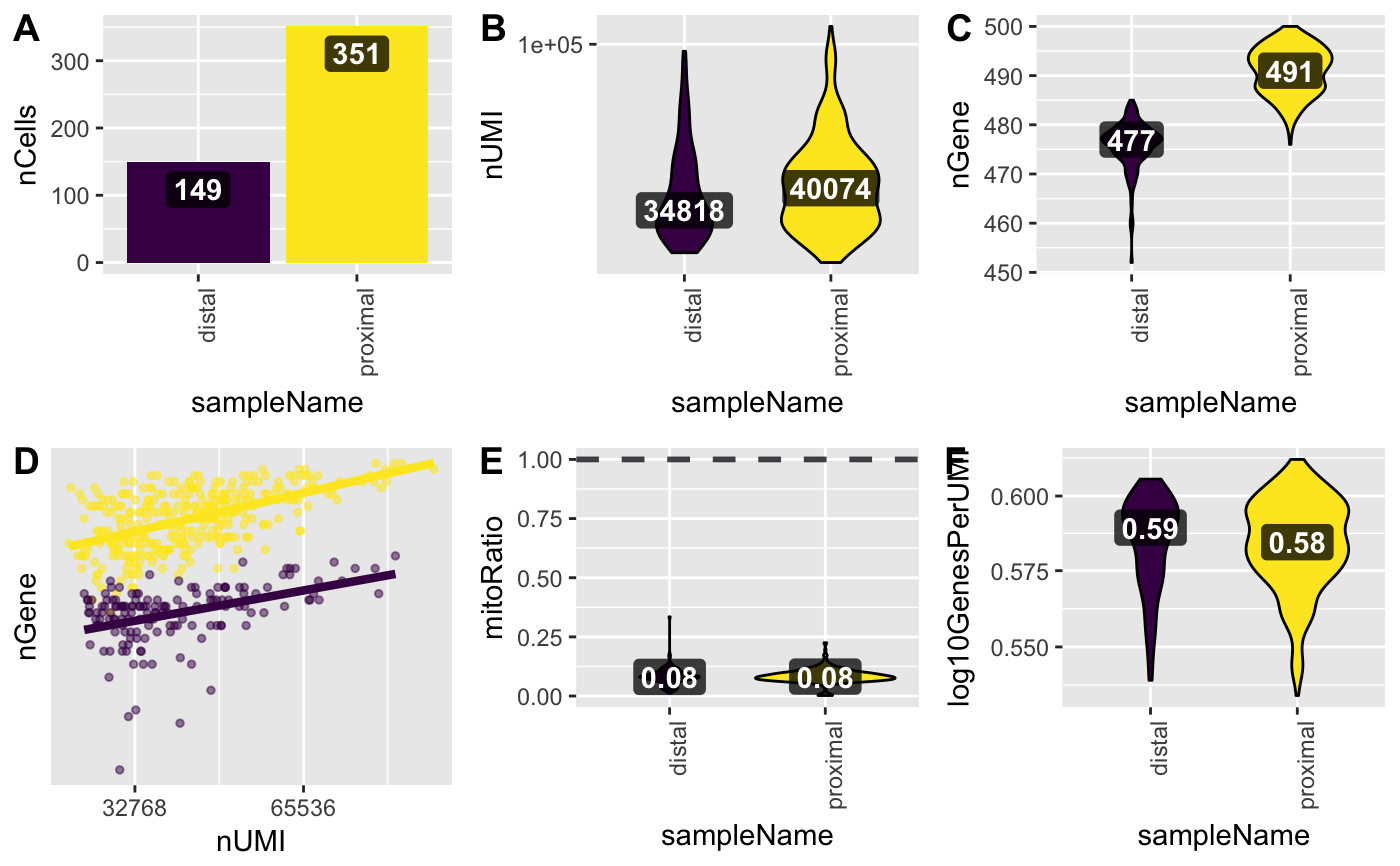 A
nCells
300
200
100
0
351
149
distal
proximal
sampleName
B
nUMI
1e+05
34818
40074
distal
proximal
sampleName
C
nGene
500
490
480
470
460
450
491
477
distal
proximal
sampleName
D
nGene
32768
65536
nUMI
E
mitoRatio
1.00
0.75
0.50
0.25
0.00
0.08
0.08
distal
proximal
sampleName
F
log10GenesPerUMI
0.600
0.575
0.550
0.59
0.58
distal
proximal
sampleName